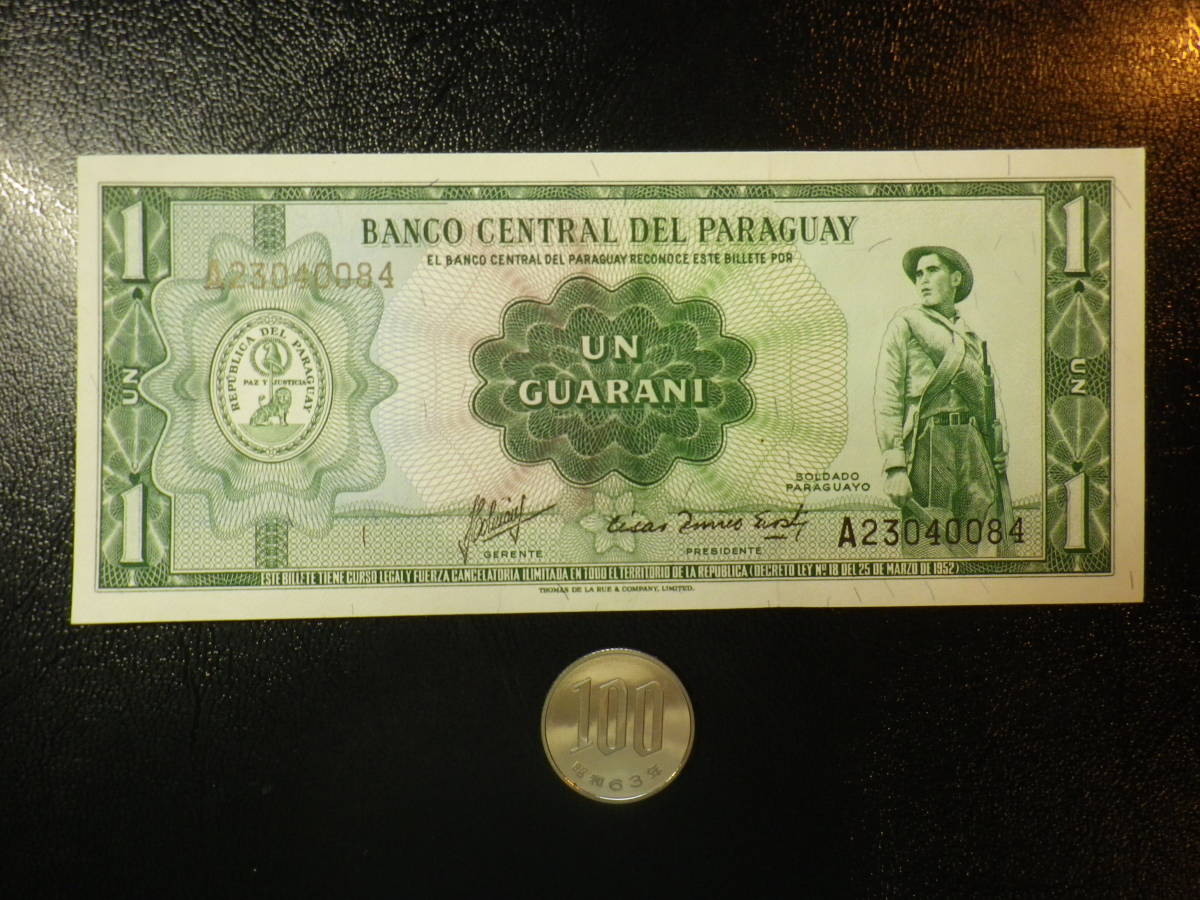 1
BANCO CENTRAL DEL PARAGUAY
1
EL BANCO CENTRAL DEL PARAGUAY RECONOCE ESTE BILLETE POR
A23040084
REPÚBLICA DEL PARAGUAY
PAZ Y JUSTICIA
UN
GUARANI
UN
UN
SOLDADO
PARAGUAYO
1
1
GERENTE
PRESIDENTE
A23040084
ESTE BILLETE TIENE CURSO LEGAL Y FUERZA CANCELATORIA ILIMITADA EN TODO EL TERRITORIO DE LA REPUBLICA (DECRETO LEY Nº 18 DEL 25 DE MARZO DE 1952)
THOMAS DE LA RUE & COMPANY, LIMITED.
100
昭和63年